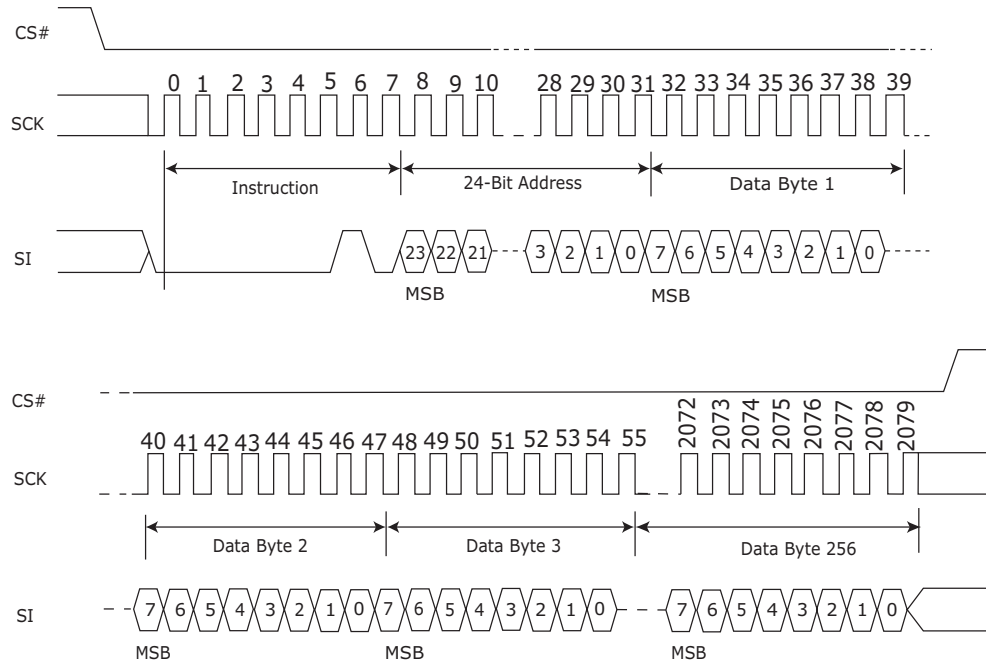 CS#
0 1 2 3 4 5 6 7 8 9 10 28 29 30 31 32 33 34 35 36 37 38 39
SCK
Instruction 24-Bit Address Data Byte 1
SI 23 22 21 3 2 1 0 7 6 5 4 3 2 1 0
MSB MSB
CS#
40 41 42 43 44 45 46 47 48 49 50 51 52 53 54 55 2072 2073 2074 2075 2076 2077 2078 2079
SCK
Data Byte 2 Data Byte 3 Data Byte 256
SI 7 6 5 4 3 2 1 0 7 6 5 4 3 2 1 0 7 6 5 4 3 2 1 0
MSB MSB MSB